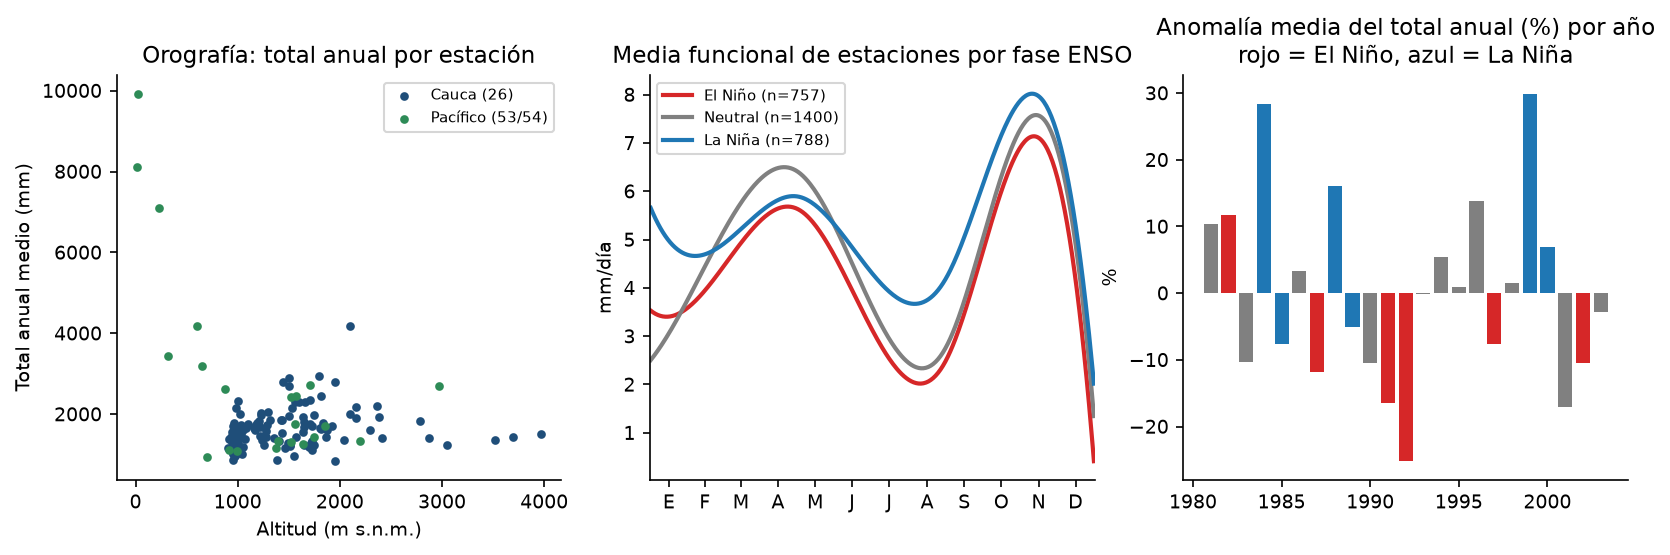 Orografía: total anual por estación
Total anual medio (mm)
10000
8000
6000
4000
2000
Cauca (26)
Pacífico (53/54)
0
1000
2000
3000
4000
Altitud (m s.n.m.)
Media funcional de estaciones por fase ENSO
mm/día
8
7
6
5
4
3
2
1
El Niño (n=757)
Neutral (n=1400)
La Niña (n=788)
E F M A M J J A S O N D
Anomalía media del total anual (%) por año
rojo = El Niño, azul = La Niña
%
30
20
10
0
−10
−20
1980
1985
1990
1995
2000